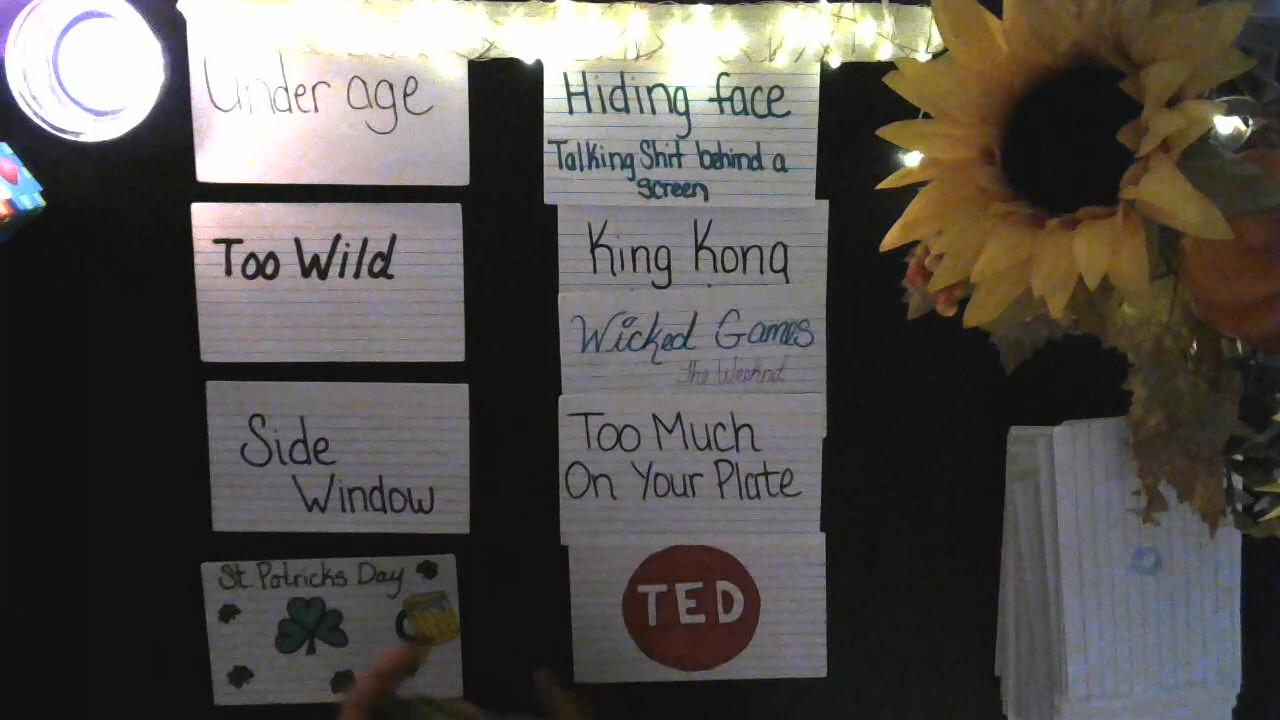 Under age
Too Wild
Side
Window
St. Patricks Day
Hiding face
Talking Shit behind a
screen
King Kong
Wicked Games
The Weeknd
Too Much
On Your Plate
TED